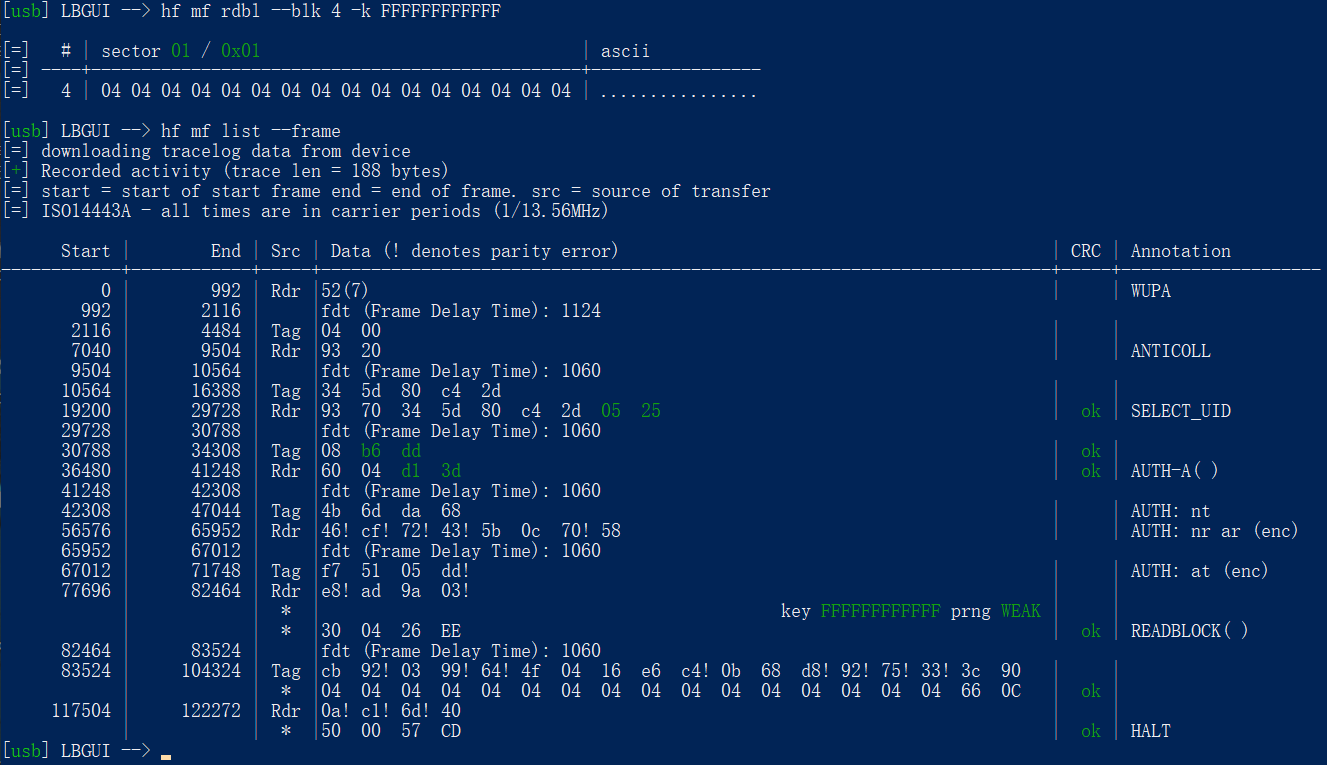 [usb] LBGUI --> hf mf rdbl --blk 4 -k FFFFFFFFFFFF
[=]   # | sector 01 / 0x01                                | ascii
[=] ----+-------------------------------------------------+-----------------
[=]   4 | 04 04 04 04 04 04 04 04 04 04 04 04 04 04 04 04 | ................
[usb] LBGUI --> hf mf list --frame
[=] downloading tracelog data from device
[+] Recorded activity (trace len = 188 bytes)
[=] start = start of start frame end = end of frame. src = source of transfer
[=] ISO14443A - all times are in carrier periods (1/13.56MHz)
Start | End | Src | Data (! denotes parity error) | CRC | Annotation
0 | 992 | Rdr |52(7) | | WUPA
992 | 2116 | |fdt (Frame Delay Time): 1124
2116 | 4484 | Tag |04 00 | |
7040 | 9504 | Rdr |93 20 | | ANTICOLL
9504 | 10564 | |fdt (Frame Delay Time): 1060
10564 | 16388 | Tag |34 5d 80 c4 2d | |
19200 | 29728 | Rdr |93 70 34 5d 80 c4 2d 05 25 | ok | SELECT_UID
29728 | 30788 | |fdt (Frame Delay Time): 1060
30788 | 34308 | Tag |08 b6 dd | ok |
36480 | 41248 | Rdr |60 04 d1 3d | ok | AUTH-A( )
41248 | 42308 | |fdt (Frame Delay Time): 1060
42308 | 47044 | Tag |4b 6d da 68 | | AUTH: nt
56576 | 65952 | Rdr |46! cf! 72! 43! 5b 0c 70! 58 | | AUTH: nr ar (enc)
65952 | 67012 | |fdt (Frame Delay Time): 1060
67012 | 71748 | Tag |f7 51 05 dd! | | AUTH: at (enc)
77696 | 82464 | Rdr |e8! ad 9a 03! | |
| | * | key FFFFFFFFFFFF prng WEAK | |
| | * |30 04 26 EE | ok | READBLOCK( )
82464 | 83524 | |fdt (Frame Delay Time): 1060
83524 | 104324 | Tag |cb 92! 03 99! 64! 4f 04 16 e6 c4! 0b 68 d8! 92! 75! 33! 3c 90 | |
| | * |04 04 04 04 04 04 04 04 04 04 04 04 04 04 04 04 66 0C | ok |
117504 | 122272 | Rdr |0a! c1! 6d! 40 | |
| | * |50 00 57 CD | ok | HALT
[usb] LBGUI -->